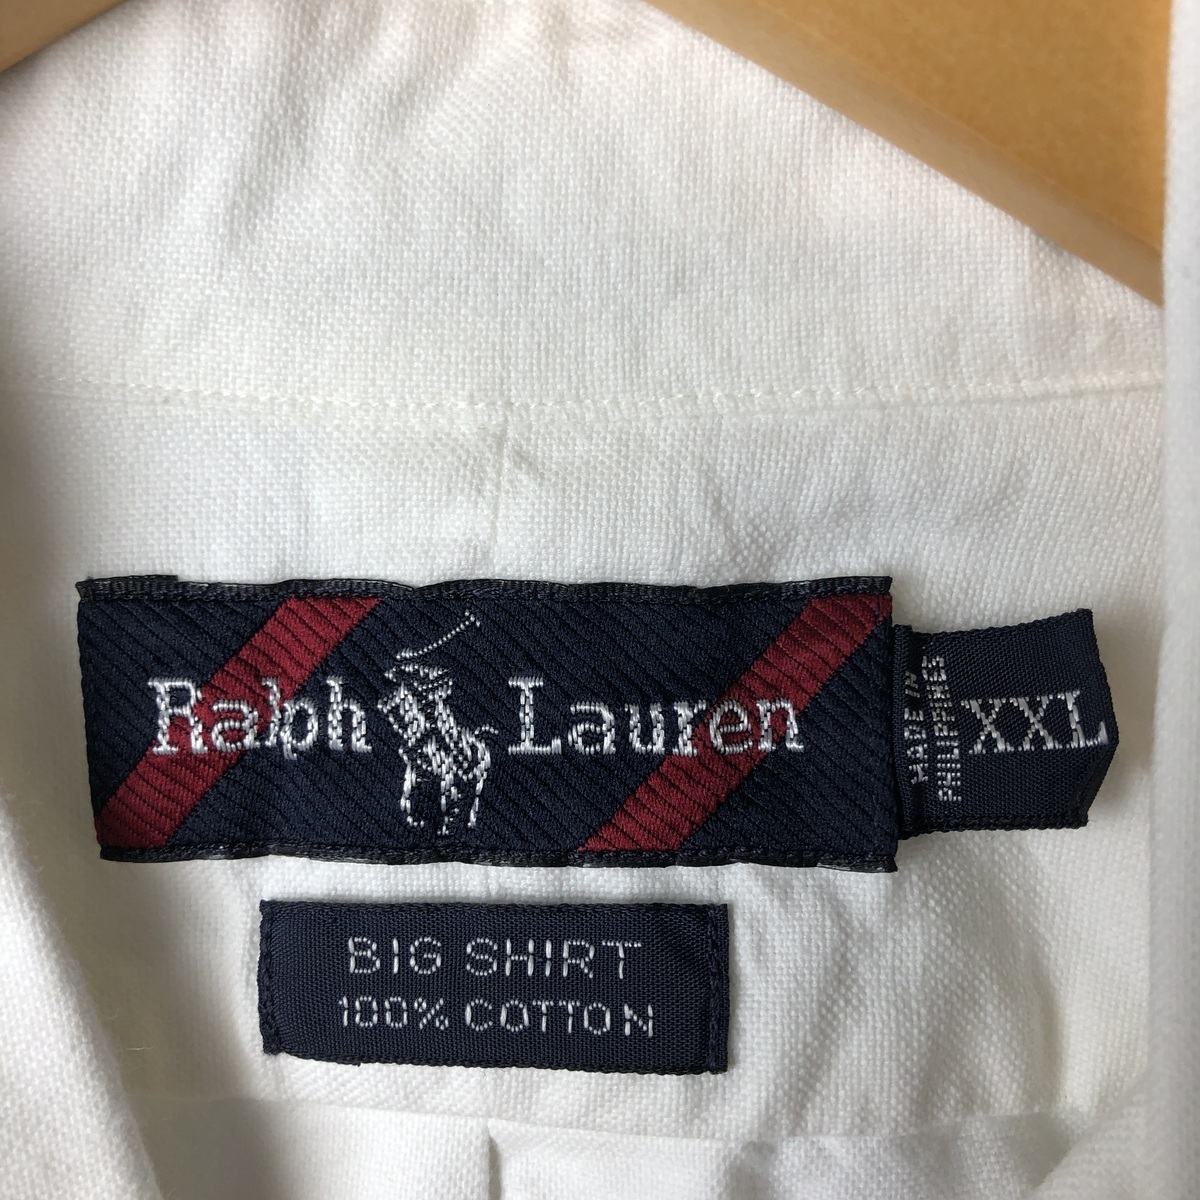 Ralph Lauren
MADE IN
PHILIPPINES
XXL
BIG SHIRT
100% COTTON